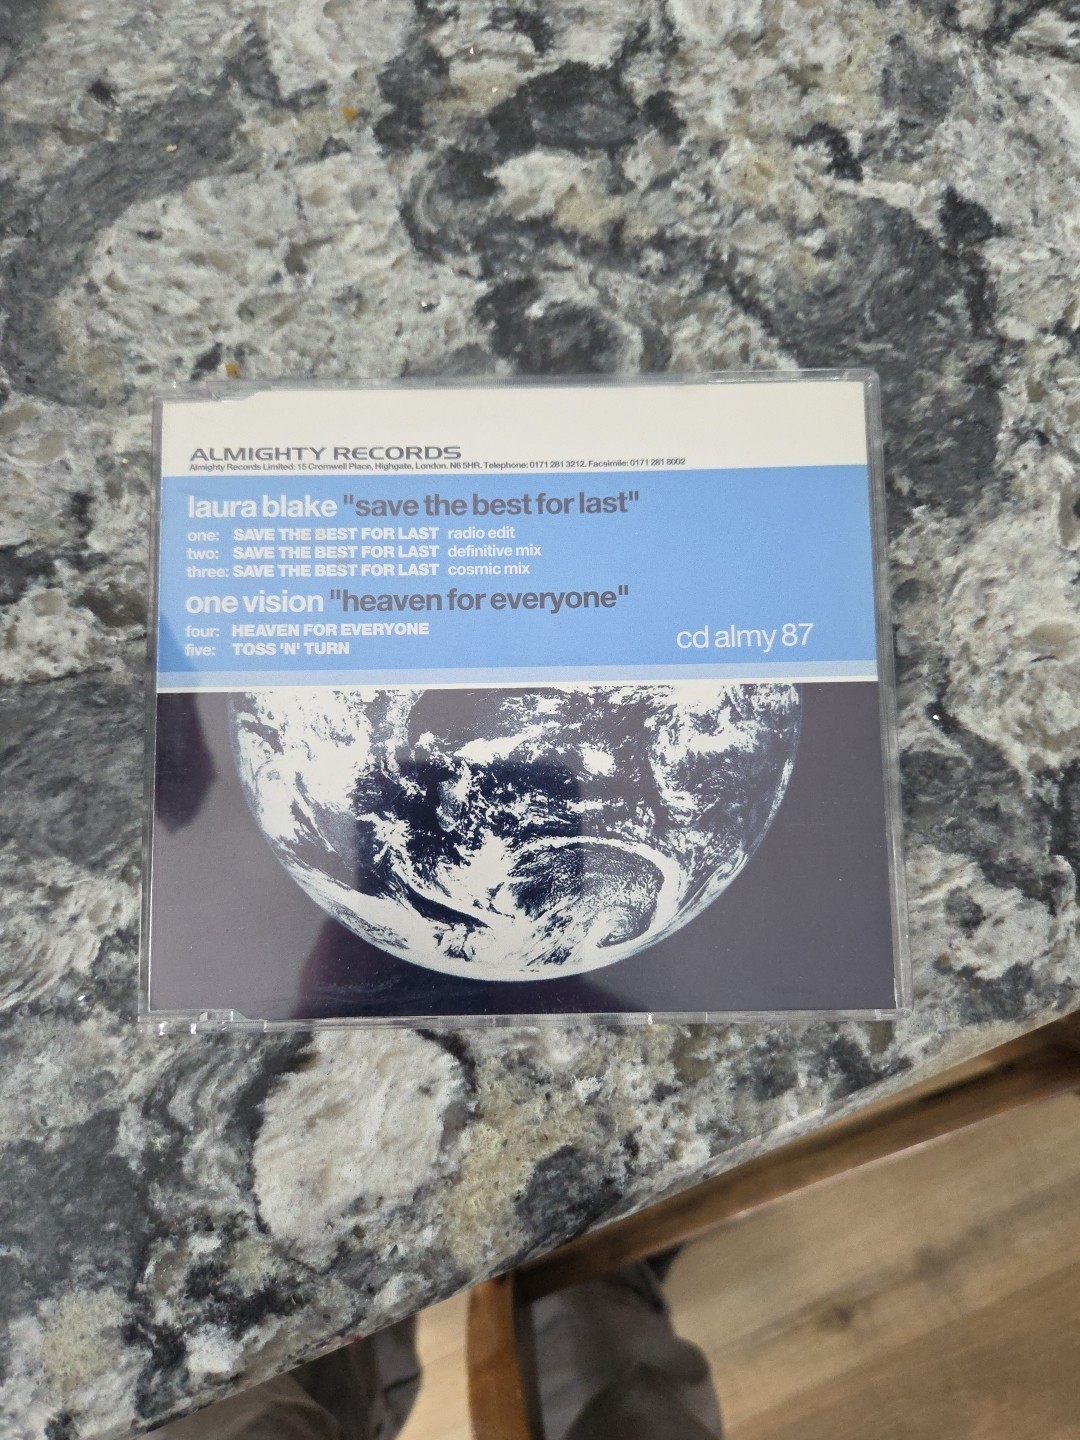 ALMIGHTY RECORDS
Almighty Records Limited: 15 Cromwell Place, Highgate, London. N6 5HR. Telephone: 0171 281 3212. Facsimile: 0171 281 8002
laura blake "save the best for last"
one: SAVE THE BEST FOR LAST radio edit
two: SAVE THE BEST FOR LAST definitive mix
three: SAVE THE BEST FOR LAST cosmic mix
one vision "heaven for everyone"
four: HEAVEN FOR EVERYONE
five: TOSS 'N' TURN
cd almy 87